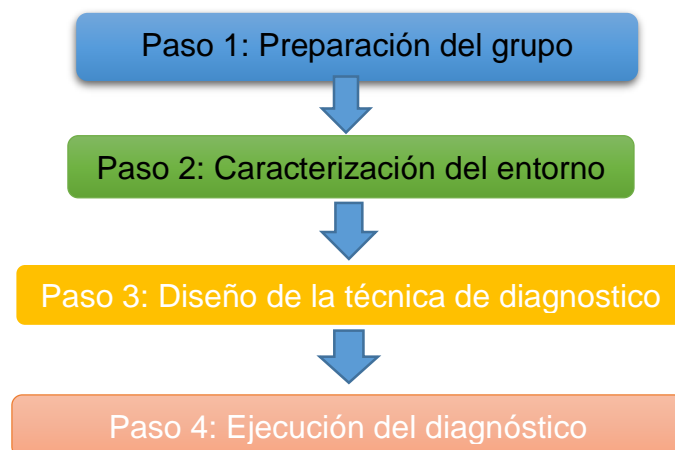 Paso 1: Preparación del grupo
Paso 2: Caracterización del entorno
Paso 3: Diseño de la técnica de diagnostico
Paso 4: Ejecución del diagnóstico